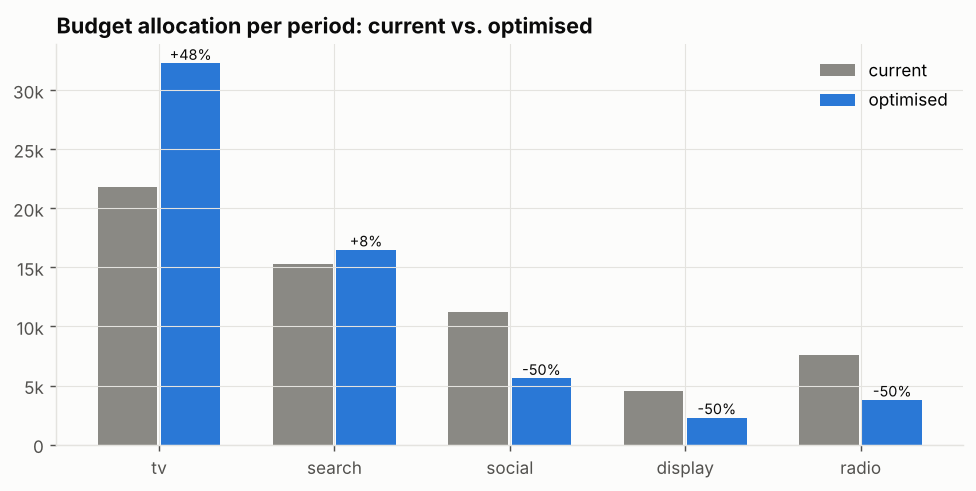 Budget allocation per period: current vs. optimised
current
optimised
+48%
+8%
-50%
-50%
-50%
30k
25k
20k
15k
10k
5k
0
tv
search
social
display
radio